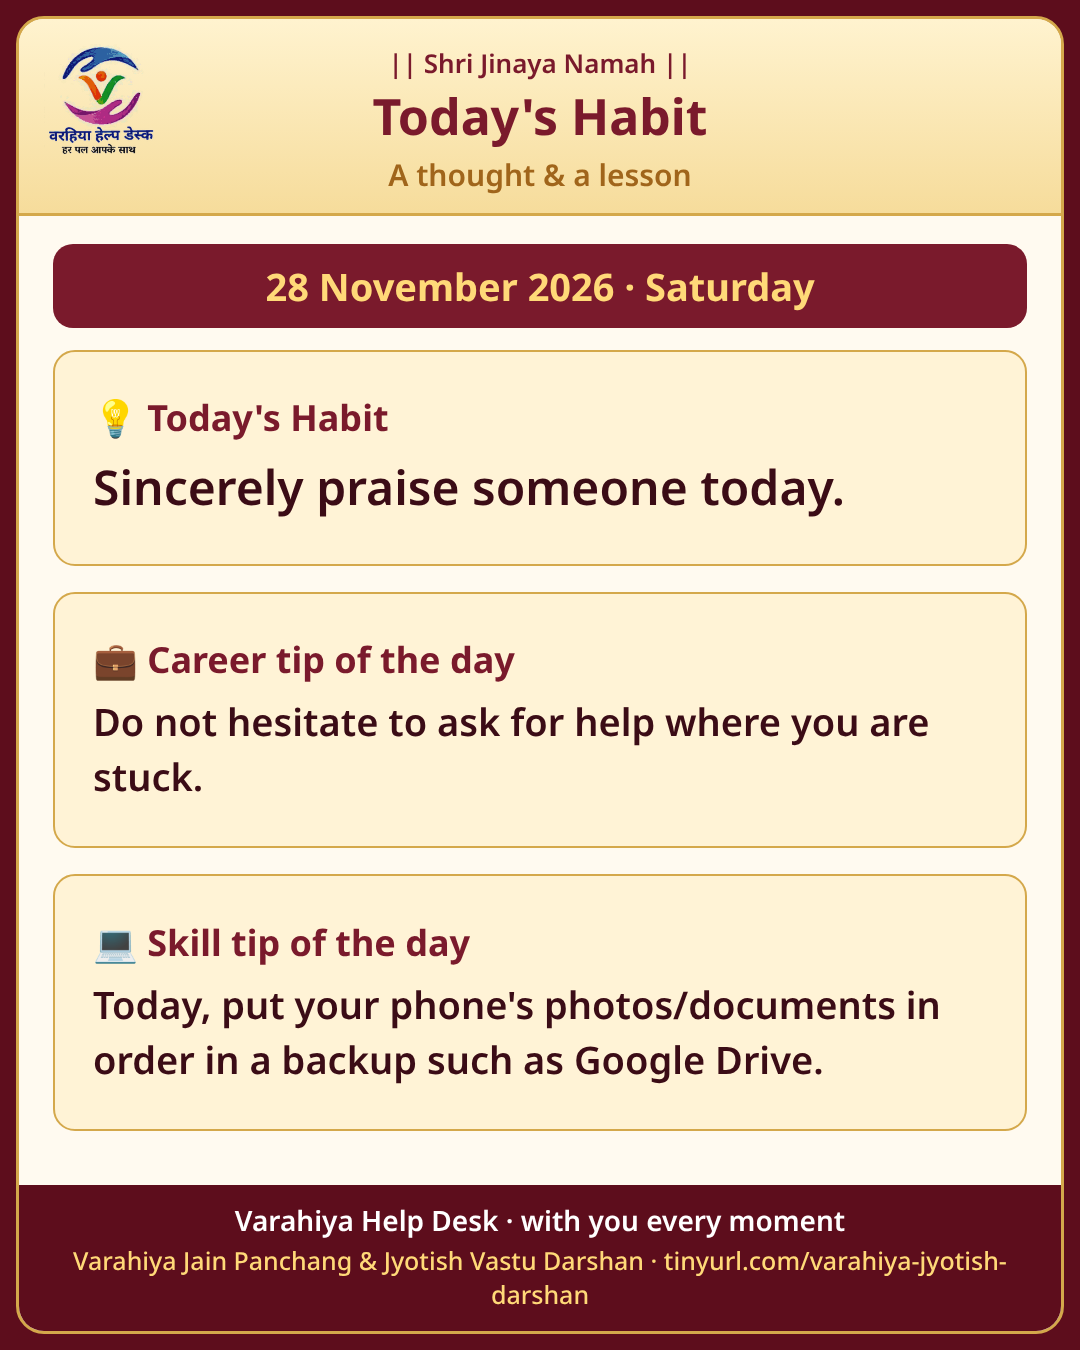 वरहिया हेल्प डेस्क
हर पल आपके साथ
|| Shri Jinaya Namah ||
Today's Habit
A thought & a lesson
28 November 2026 · Saturday
💡 Today's Habit
Sincerely praise someone today.
💼 Career tip of the day
Do not hesitate to ask for help where you are
stuck.
💻 Skill tip of the day
Today, put your phone's photos/documents in
order in a backup such as Google Drive.
Varahiya Help Desk · with you every moment
Varahiya Jain Panchang & Jyotish Vastu Darshan · tinyurl.com/varahiya-jyotish-
darshan